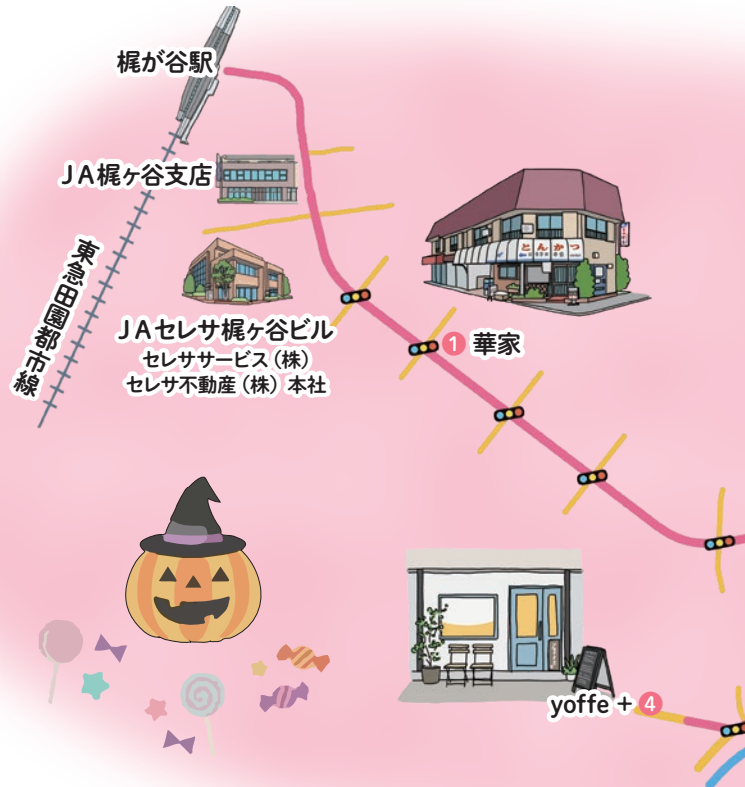 梶が谷駅
JA梶ヶ谷支店
東急田園都市線
JAセレサ梶ヶ谷ビル
セレササービス（株）
セレサ不動産（株）本社
とんかつ
1 華家
yoffe + 4